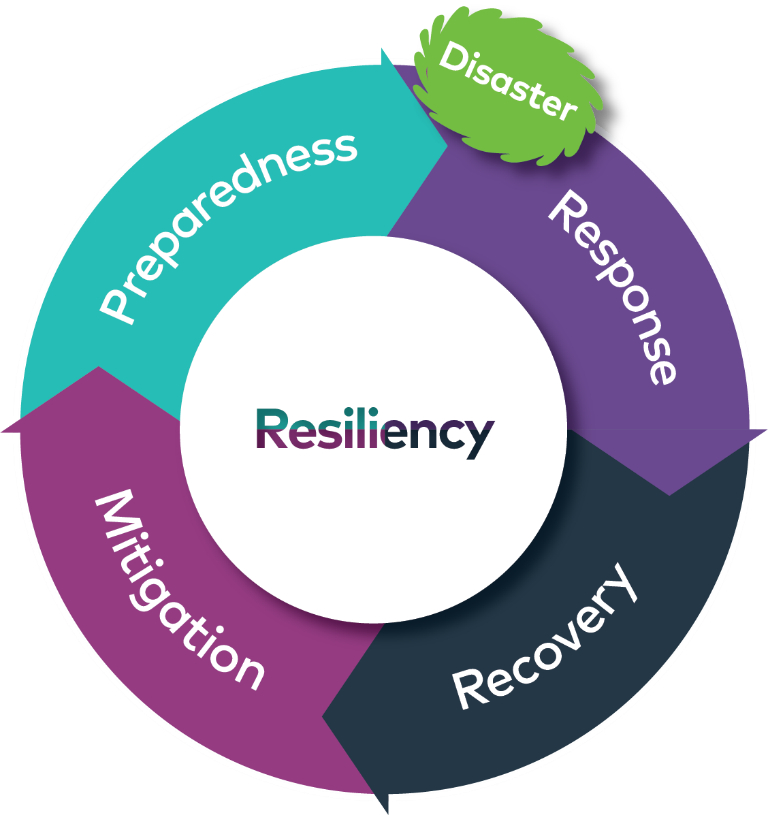 Disaster
Preparedness
Response
Resiliency
Mitigation
Recovery